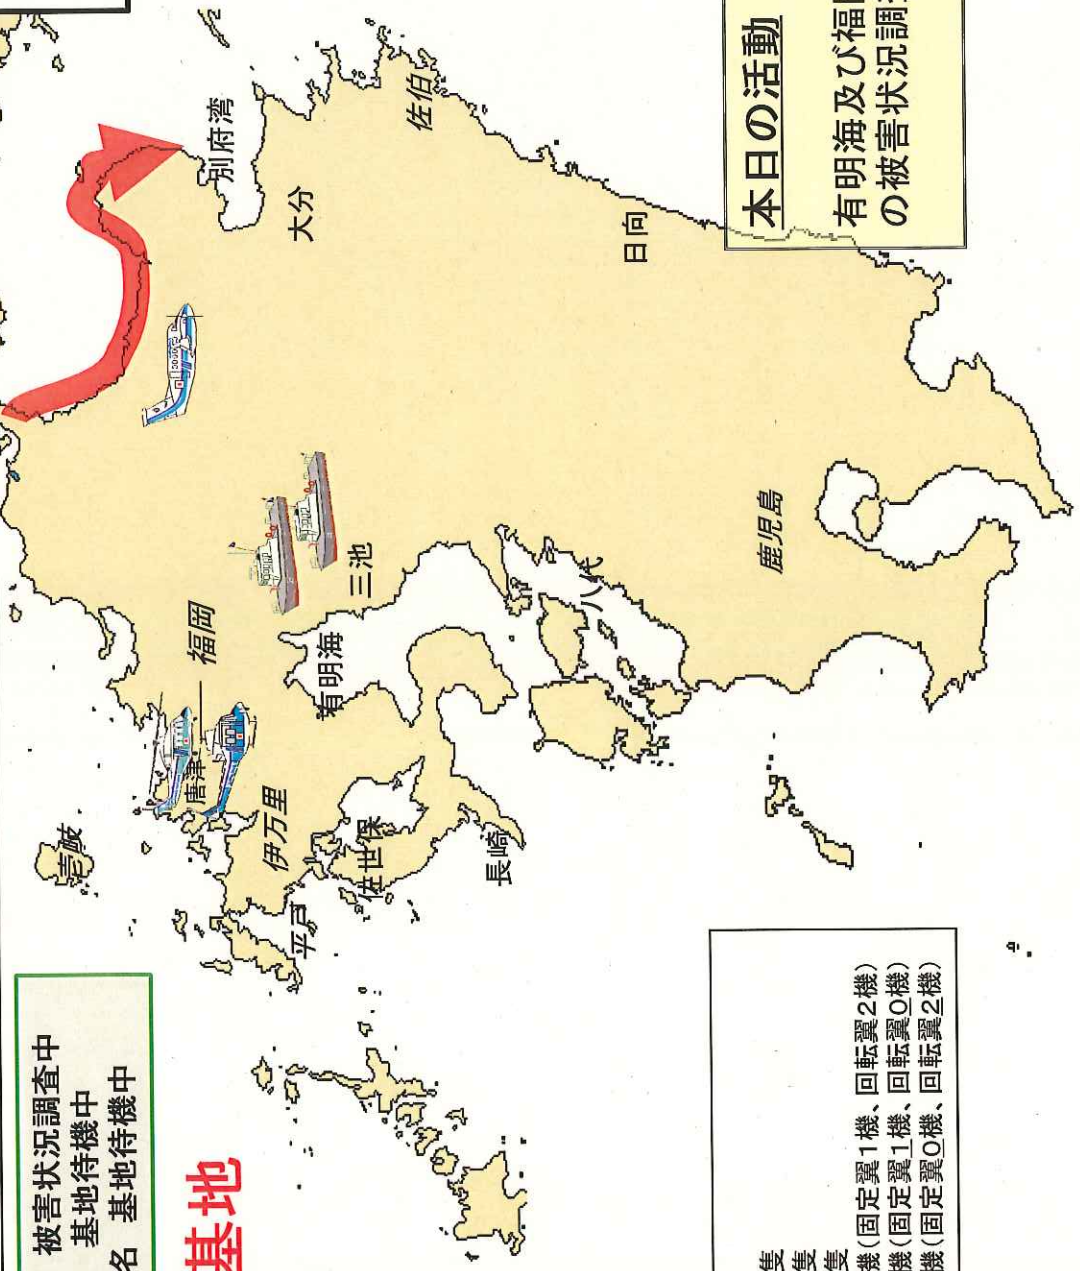 被害状況調査中
基地待機中
名 基地待機中
基地
壱岐
平戸
伊万里
唐津
福岡
佐世保
長崎
有明海
三池
八代
鹿児島
別府湾
大分
佐伯
日向
本日の活動
有明海及び福
の被害状況調
隻
隻
隻
機(固定翼1機、回転翼2機)
機(固定翼1機、回転翼0機)
機(固定翼0機、回転翼2機)